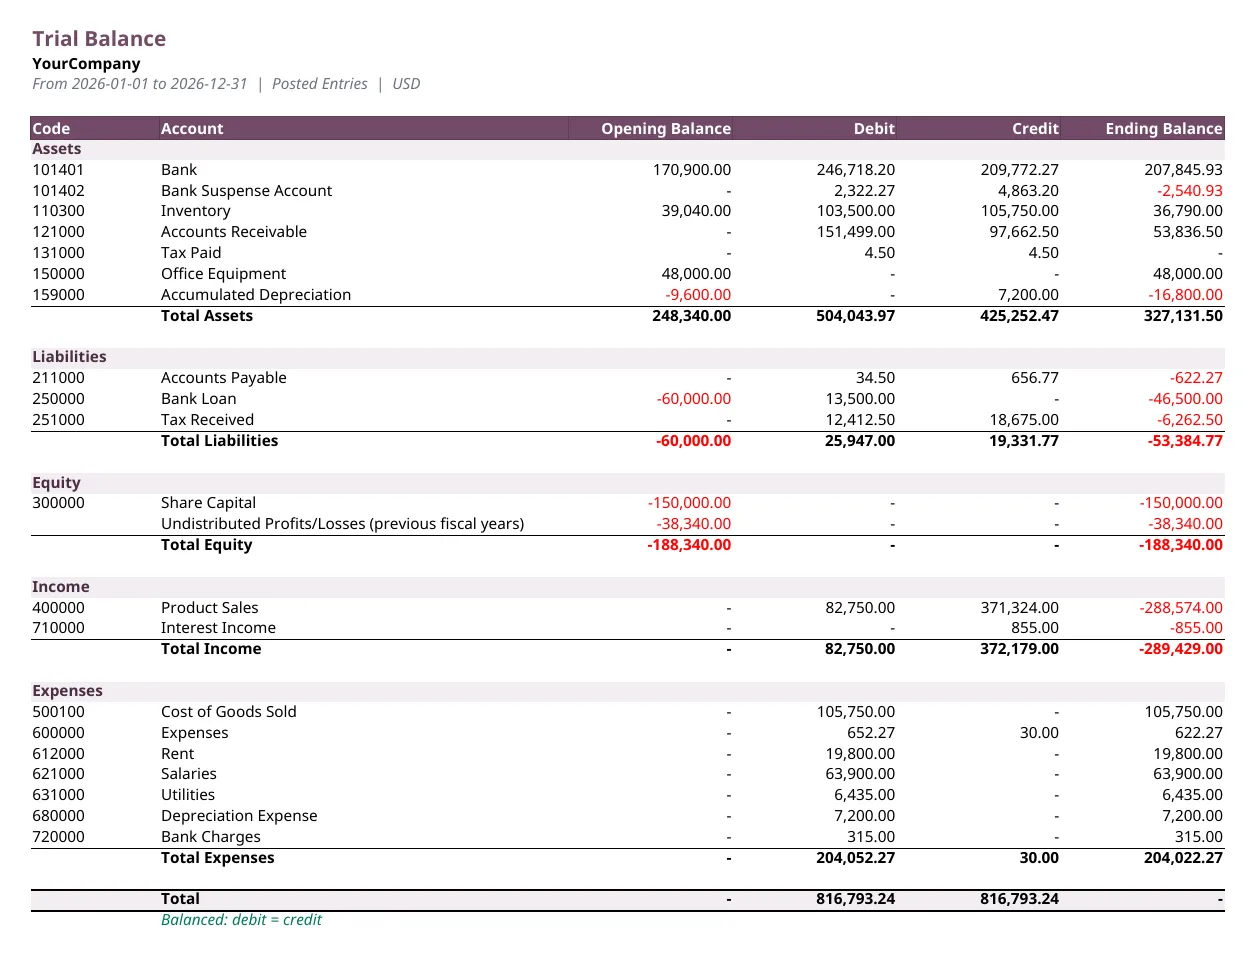 Trial Balance
YourCompany
From 2026-01-01 to 2026-12-31 | Posted Entries | USD
Code Account Opening Balance Debit Credit Ending Balance
Assets
101401 Bank 170,900.00 246,718.20 209,772.27 207,845.93
101402 Bank Suspense Account - 2,322.27 4,863.20 -2,540.93
110300 Inventory 39,040.00 103,500.00 105,750.00 36,790.00
121000 Accounts Receivable - 151,499.00 97,662.50 53,836.50
131000 Tax Paid - 4.50 4.50 -
150000 Office Equipment 48,000.00 - - 48,000.00
159000 Accumulated Depreciation -9,600.00 - 7,200.00 -16,800.00
Total Assets 248,340.00 504,043.97 425,252.47 327,131.50
Liabilities
211000 Accounts Payable - 34.50 656.77 -622.27
250000 Bank Loan -60,000.00 13,500.00 - -46,500.00
251000 Tax Received - 12,412.50 18,675.00 -6,262.50
Total Liabilities -60,000.00 25,947.00 19,331.77 -53,384.77
Equity
300000 Share Capital -150,000.00 - - -150,000.00
Undistributed Profits/Losses (previous fiscal years) -38,340.00 - - -38,340.00
Total Equity -188,340.00 - - -188,340.00
Income
400000 Product Sales - 82,750.00 371,324.00 -288,574.00
710000 Interest Income - - 855.00 -855.00
Total Income - 82,750.00 372,179.00 -289,429.00
Expenses
500100 Cost of Goods Sold - 105,750.00 - 105,750.00
600000 Expenses - 652.27 30.00 622.27
612000 Rent - 19,800.00 - 19,800.00
621000 Salaries - 63,900.00 - 63,900.00
631000 Utilities - 6,435.00 - 6,435.00
680000 Depreciation Expense - 7,200.00 - 7,200.00
720000 Bank Charges - 315.00 - 315.00
Total Expenses - 204,052.27 30.00 204,022.27
Total - 816,793.24 816,793.24 -
Balanced: debit = credit